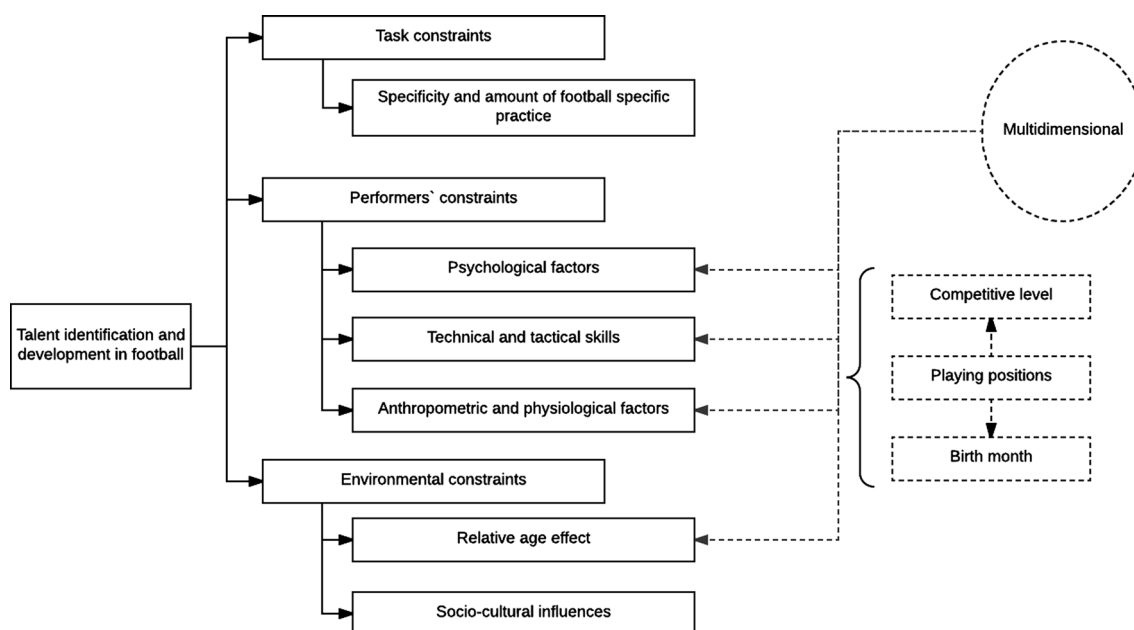 Task constraints
Specificity and amount of football specific
practice
Multidimensional
Performers` constraints
Psychological factors
Competitive level
Talent identification and
development in football
Technical and tactical skills
Playing positions
Anthropometric and physiological factors
Birth month
Environmental constraints
Relative age effect
Socio-cultural influences